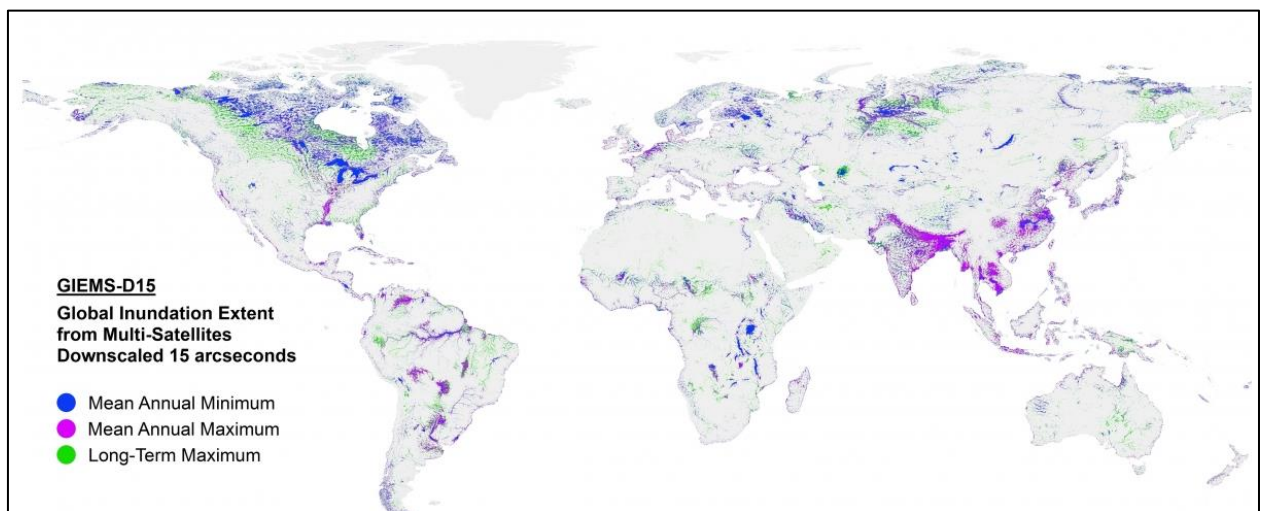 GIEMS-D15
Global Inundation Extent
from Multi-Satellites
Downscaled 15 arcseconds
Mean Annual Minimum
Mean Annual Maximum
Long-Term Maximum